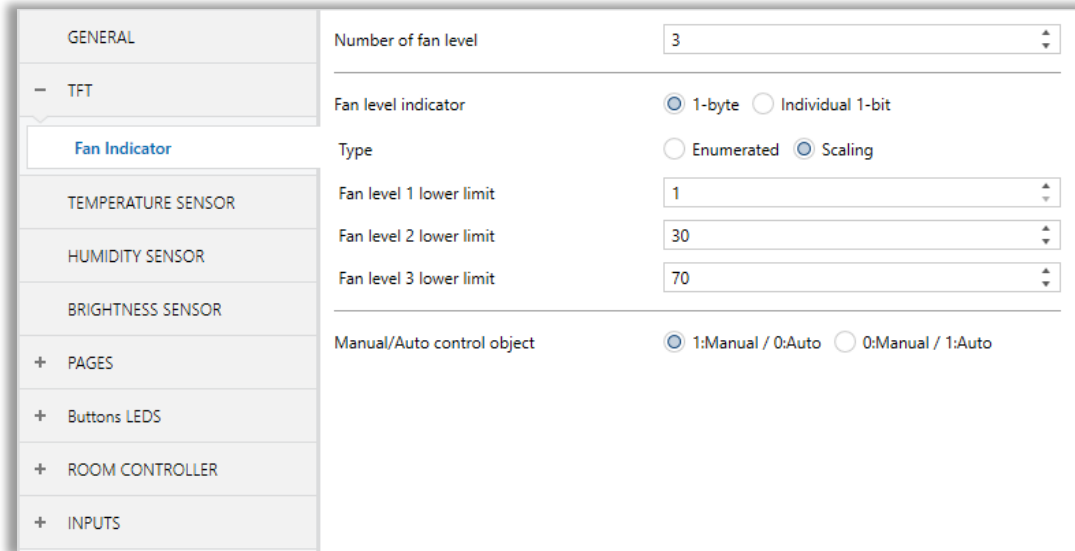 GENERAL
− TFT
Fan Indicator
TEMPERATURE SENSOR
HUMIDITY SENSOR
BRIGHTNESS SENSOR
+ PAGES
+ Buttons LEDS
+ ROOM CONTROLLER
+ INPUTS
Number of fan level 3
Fan level indicator 1-byte Individual 1-bit
Type Enumerated Scaling
Fan level 1 lower limit 1
Fan level 2 lower limit 30
Fan level 3 lower limit 70
Manual/Auto control object 1:Manual / 0:Auto 0:Manual / 1:Auto